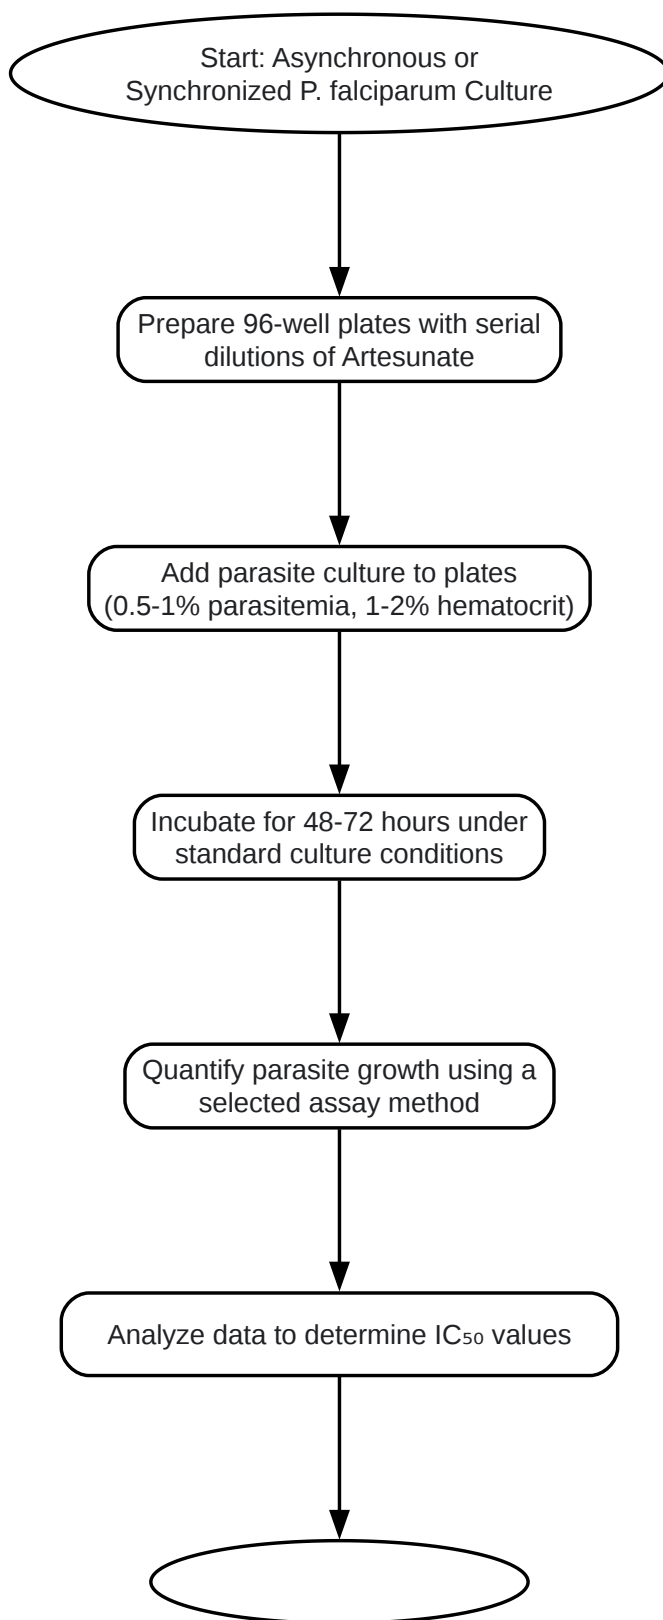 Start: Asynchronous or
Synchronized P. falciparum Culture
Prepare 96-well plates with serial
dilutions of Artesunate
Add parasite culture to plates
(0.5-1% parasitemia, 1-2% hematocrit)
Incubate for 48-72 hours under
standard culture conditions
Quantify parasite growth using a
selected assay method
Analyze data to determine IC₅₀ values